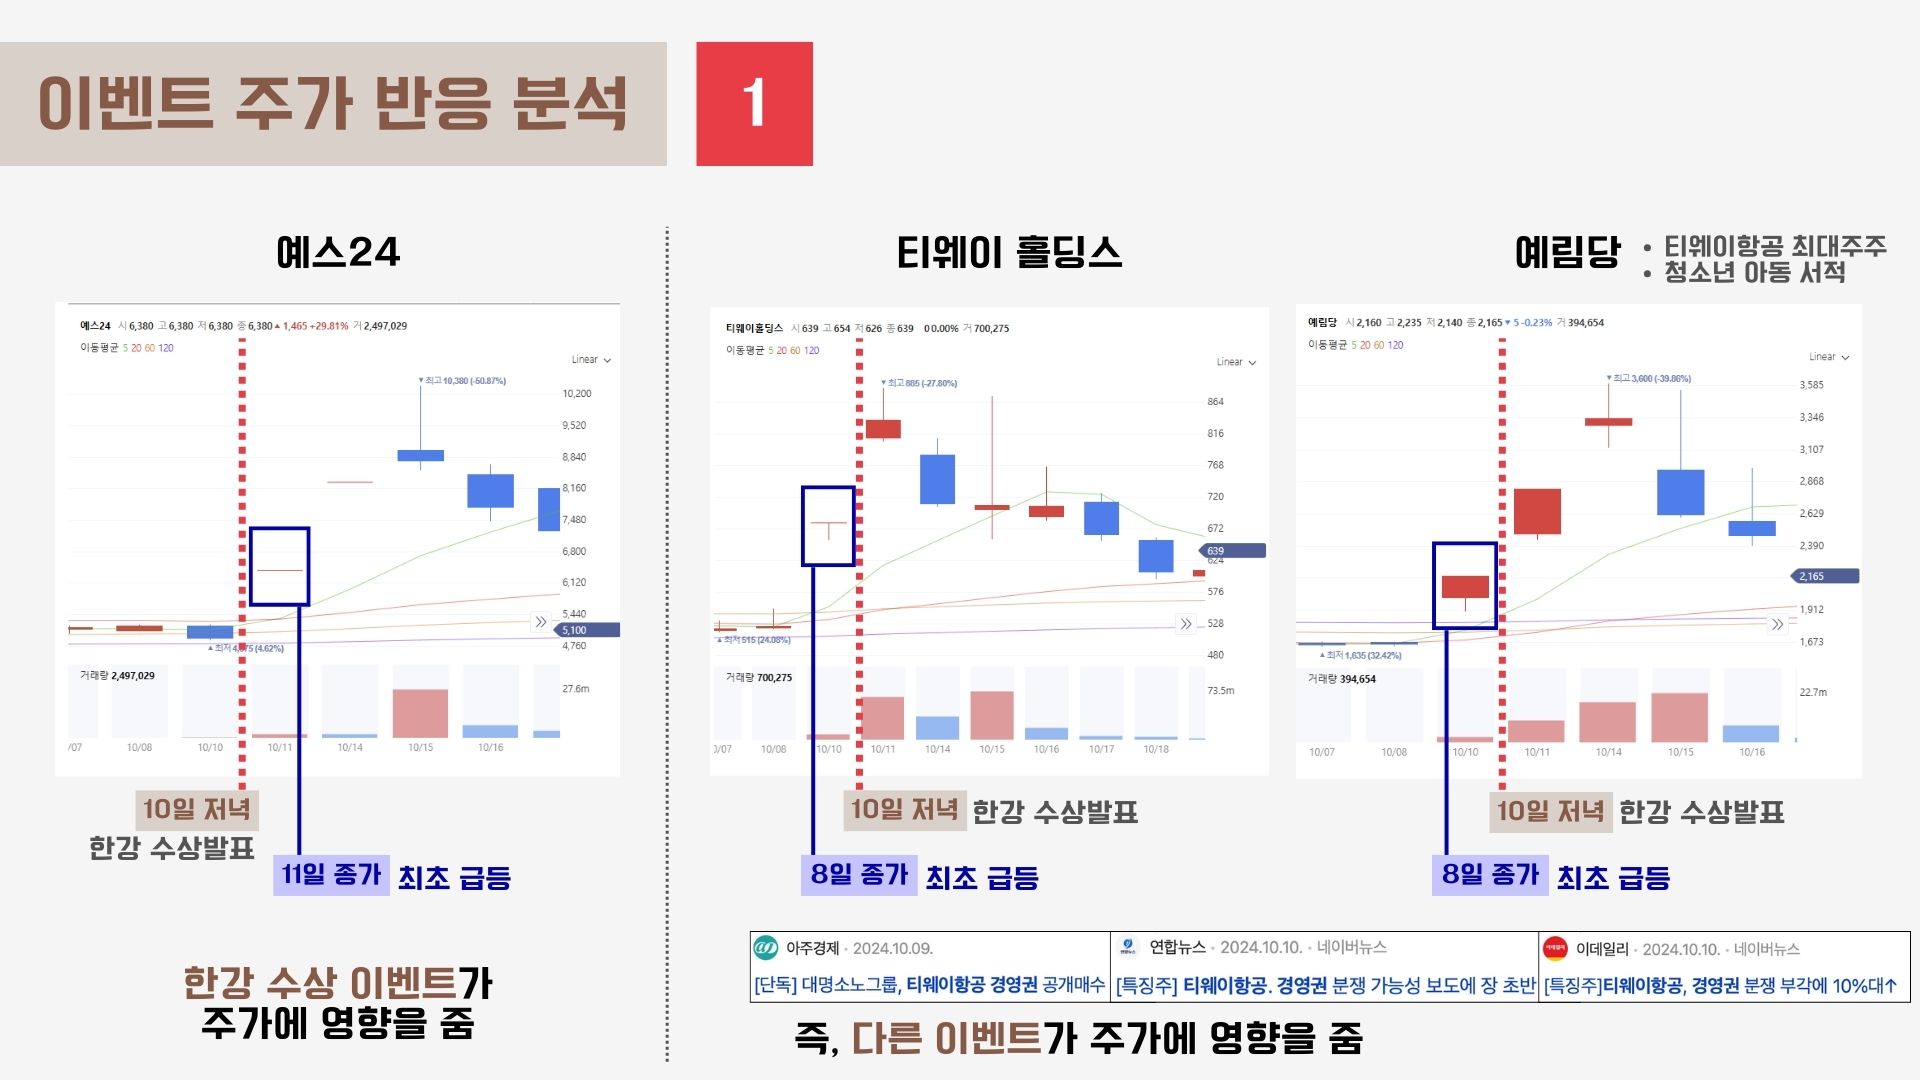 이벤트 주가 반응 분석
1
예스24
예스24 시 6,380 고 6,380 저 6,380 종 6,380 ▲ 1,465 +29.81% 거 2,497,029
이동평균 5 20 60 120
Linear
▼최고 10,380 (-50.87%)
10,200
9,520
8,840
8,160
7,480
6,800
6,120
5,440
5,100
4,760
▲최저 4,875 (4.62%)
거래량 2,497,029
27.6m
/07 10/08 10/10 10/11 10/14 10/15 10/16
10일 저녁
한강 수상발표
11일 종가 최초 급등
한강 수상 이벤트가
주가에 영향을 줌
티웨이 홀딩스
티웨이홀딩스 시 639 고 654 저 626 종 639 0 0.00% 거 700,275
이동평균 5 20 60 120
Linear
▼최고 885 (-27.80%)
864
816
768
720
672
639
624
576
528
480
▲최저 515 (24.08%)
거래량 700,275
73.5m
0/07 10/08 10/10 10/11 10/14 10/15 10/16 10/17 10/18
10일 저녁 한강 수상발표
8일 종가 최초 급등
예림당
• 티웨이항공 최대주주
• 청소년 아동 서적
예림당 시 2,160 고 2,235 저 2,140 종 2,165 ▼ 5 -0.23% 거 394,654
이동평균 5 20 60 120
Linear
▼최고 3,600 (-39.86%)
3,585
3,346
3,107
2,868
2,629
2,390
2,165
1,912
1,673
▲최저 1,635 (32.42%)
거래량 394,654
22.7m
10/07 10/08 10/10 10/11 10/14 10/15 10/16
10일 저녁 한강 수상발표
8일 종가 최초 급등
아주경제 · 2024.10.09.
[단독] 대명소노그룹, 티웨이항공 경영권 공개매수
연합뉴스
연합뉴스 · 2024.10.10. · 네이버뉴스
[특징주] 티웨이항공. 경영권 분쟁 가능성 보도에 장 초반
이데일리
이데일리 · 2024.10.10. · 네이버뉴스
[특징주]티웨이항공, 경영권 분쟁 부각에 10%대↑
즉, 다른 이벤트가 주가에 영향을 줌